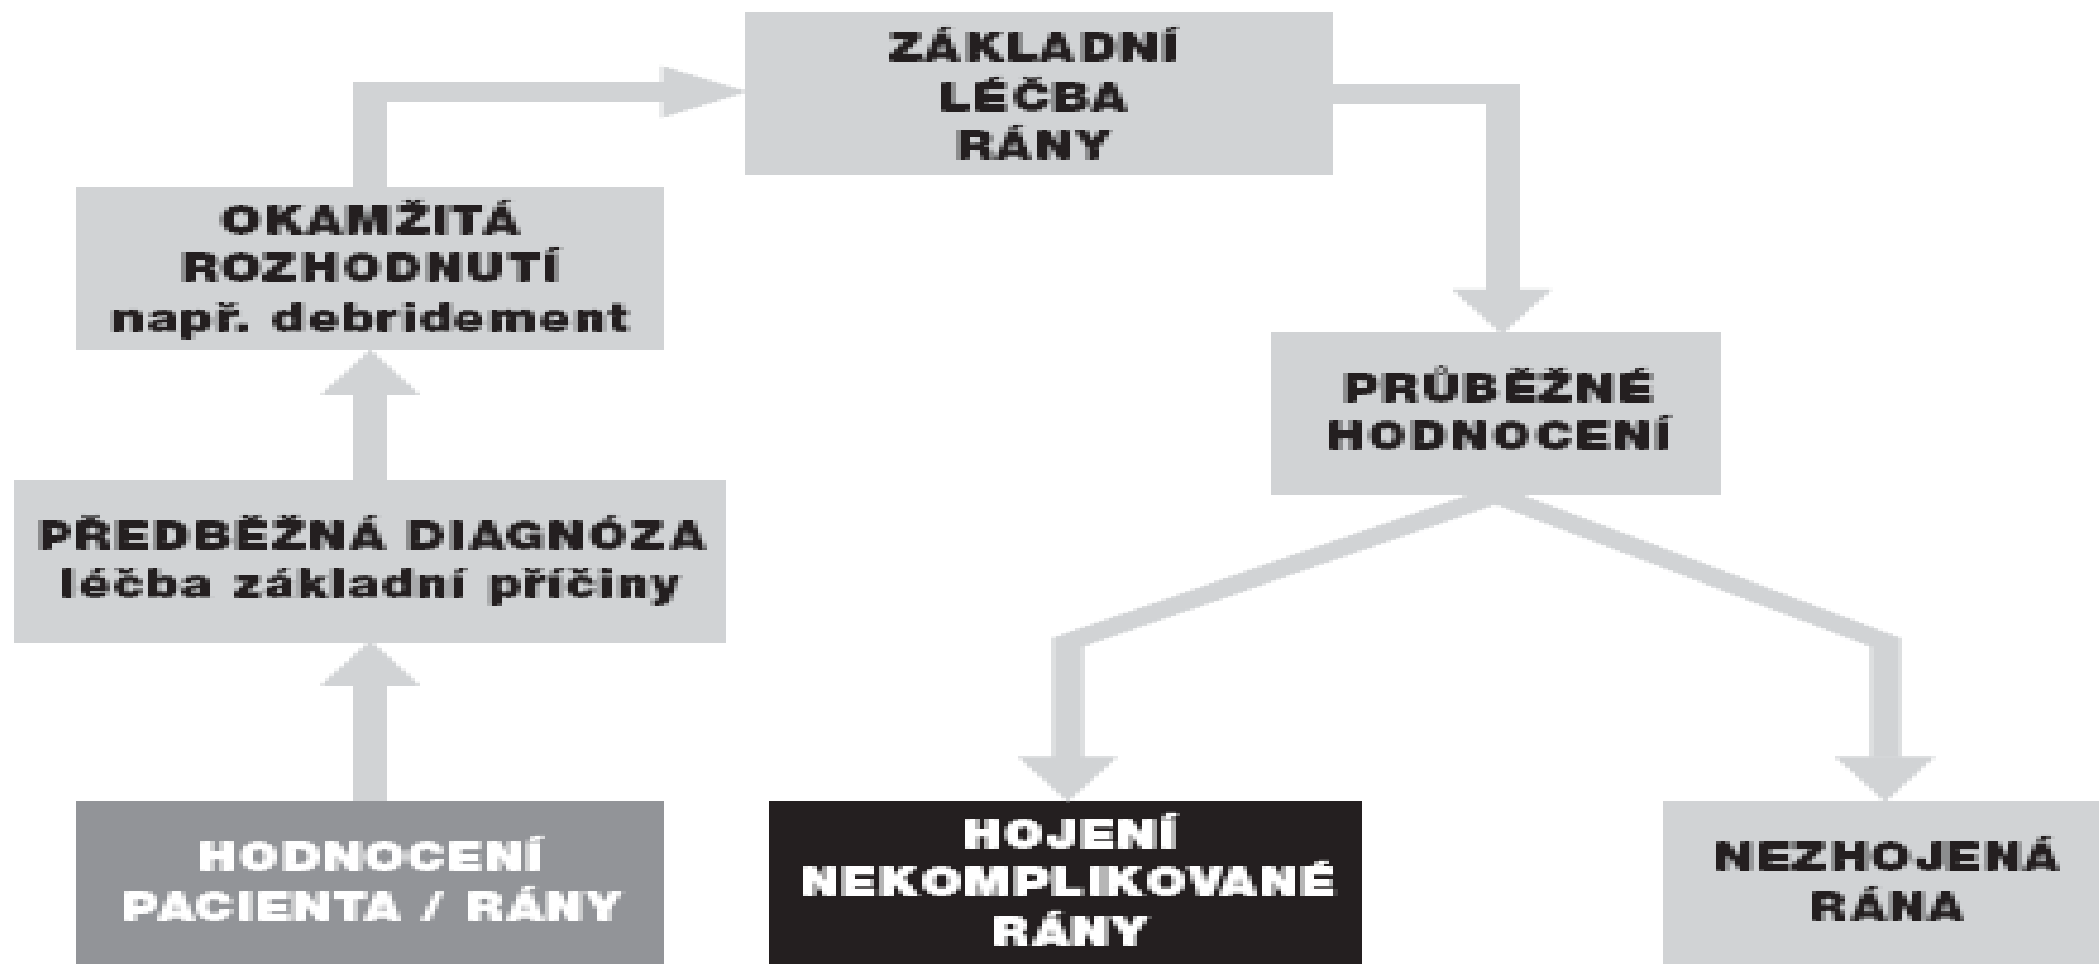 ZÁKLADNÍ
LÉČBA
RÁNY
OKAMŽITÁ
ROZHODNUTÍ
např. debridement
PRŮBĚŽNÉ
HODNOCENÍ
PŘEDBĚŽNÁ DIAGNÓZA
léčba základní příčiny
HODNOCENÍ
PACIENTA / RÁNY
HOJENÍ
NEKOMPLIKOVANÉ
RÁNY
NEZHOJENÁ
RÁNA